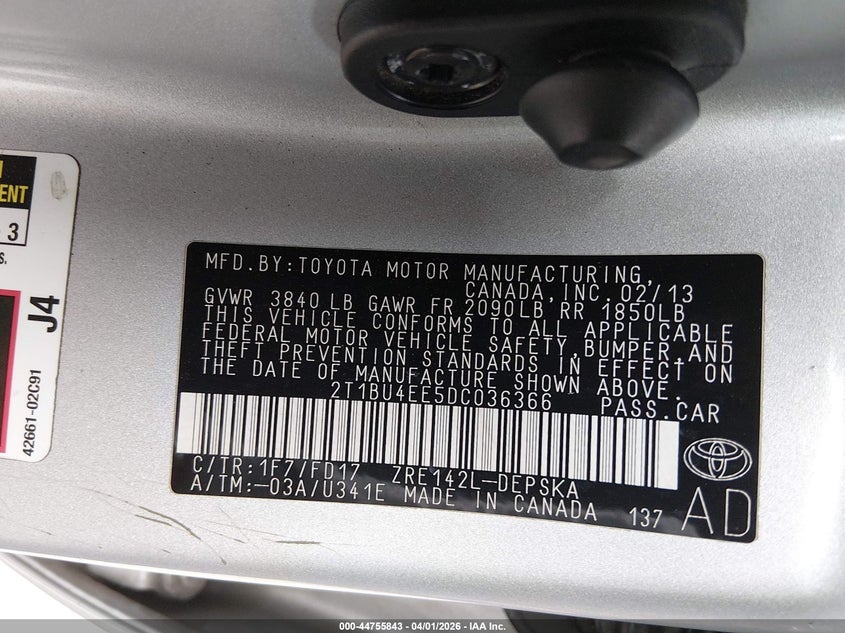 ENT
3
S.
J4
42661-02C91
MFD.BY:TOYOTA MOTOR MANUFACTURING,
CANADA,INC. 02/13
GVWR 3840 LB GAWR FR 2090LB RR 1850LB
THIS VEHICLE CONFORMS TO ALL APPLICABLE
FEDERAL MOTOR VEHICLE SAFETY,BUMPER,AND
THEFT PREVENTION STANDARDS IN EFFECT ON
THE DATE OF MANUFACTURE SHOWN ABOVE.
2T1BU4EE5DC036366 PASS.CAR
C/TR:1F7/FD17 ZRE142L-DEPSKA
A/TM:-03A/U341E MADE IN CANADA 137 AD
000-44755843 - 04/01/2026 - IAA Inc.